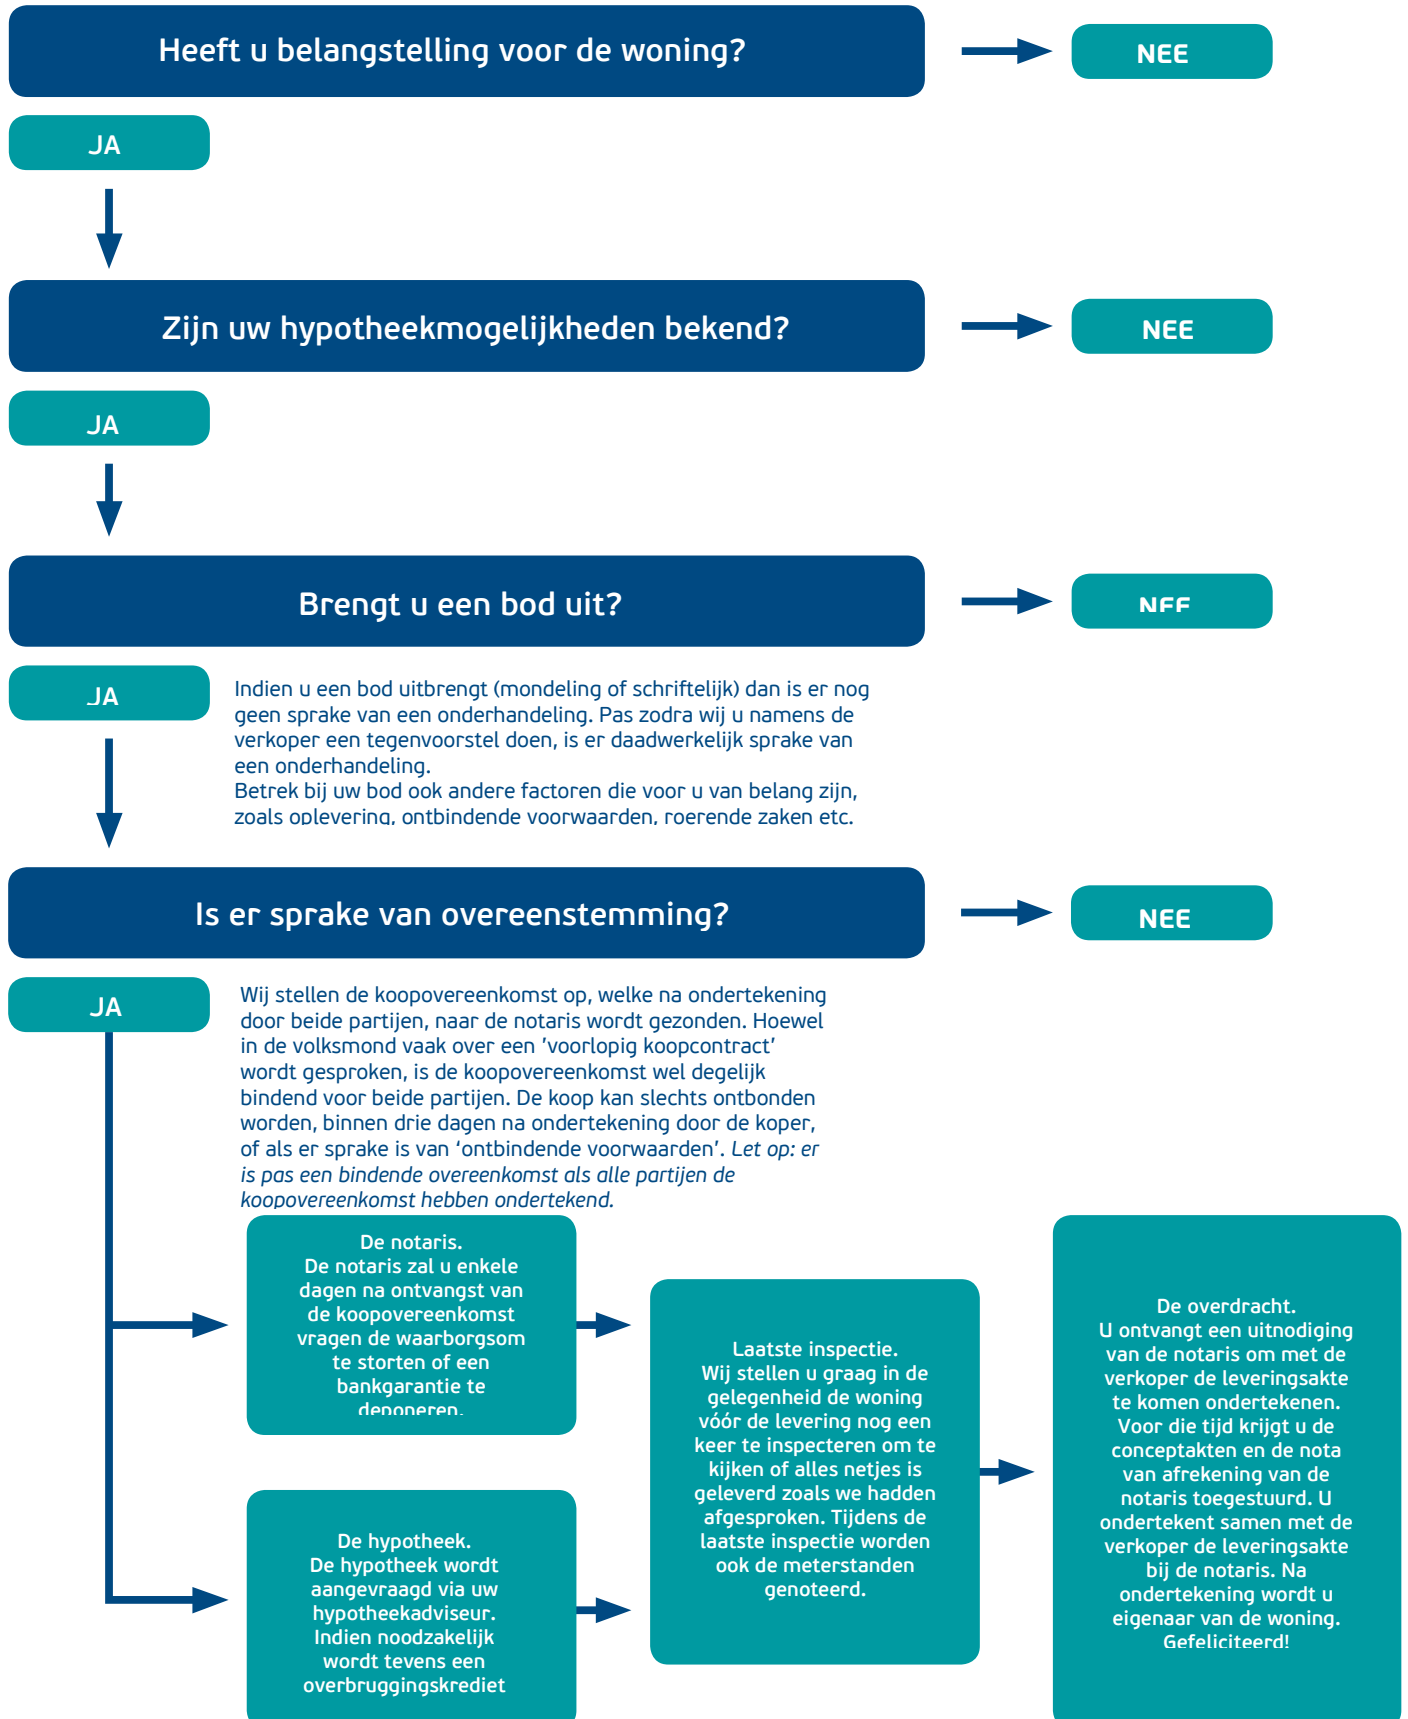 Heeft u belangstelling voor de woning?
NEE
JA
Zijn uw hypotheekmogelijkheden bekend?
NEE
JA
Brengt u een bod uit?
NEE
JA
Indien u een bod uitbrengt (mondeling of schriftelijk) dan is er nog
geen sprake van een onderhandeling. Pas zodra wij u namens de
verkoper een tegenvoorstel doen, is er daadwerkelijk sprake van
een onderhandeling.
Betrek bij uw bod ook andere factoren die voor u van belang zijn,
zoals oplevering, ontbindende voorwaarden, roerende zaken etc.
Is er sprake van overeenstemming?
NEE
JA
Wij stellen de koopovereenkomst op, welke na ondertekening
door beide partijen, naar de notaris wordt gezonden. Hoewel
in de volksmond vaak over een 'voorlopig koopcontract'
wordt gesproken, is de koopovereenkomst wel degelijk
bindend voor beide partijen. De koop kan slechts ontbonden
worden, binnen drie dagen na ondertekening door de koper,
of als er sprake is van ‘ontbindende voorwaarden’. Let op: er
is pas een bindende overeenkomst als alle partijen de
koopovereenkomst hebben ondertekend.
De notaris.
De notaris zal u enkele
dagen na ontvangst van
de koopovereenkomst
vragen de waarborgsom
te storten of een
bankgarantie te
deponeren.
De hypotheek.
De hypotheek wordt
aangevraagd via uw
hypotheekadviseur.
Indien noodzakelijk
wordt tevens een
overbruggingskrediet
Laatste inspectie.
Wij stellen u graag in de
gelegenheid de woning
vóór de levering nog een
keer te inspecteren om te
kijken of alles netjes is
geleverd zoals we hadden
afgesproken. Tijdens de
laatste inspectie worden
ook de meterstanden
genoteerd.
De overdracht.
U ontvangt een uitnodiging
van de notaris om met de
verkoper de leveringsakte
te komen ondertekenen.
Voor die tijd krijgt u de
conceptakten en de nota
van afrekening van de
notaris toegestuurd. U
ondertekent samen met de
verkoper de leveringsakte
bij de notaris. Na
ondertekening wordt u
eigenaar van de woning.
Gefeliciteerd!